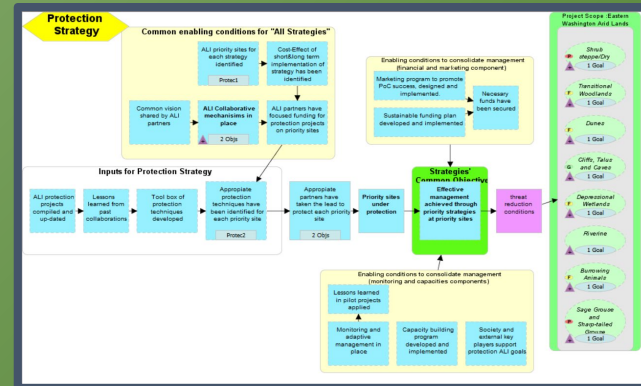 Protection
Strategy
Common enabling conditions for "All Strategies"
ALI priority sites for
each strategy
identified
Protec1
Cost-Effect of
short&long term
implementation of
strategy has been
identified
Common vision
shared by ALI
partners
ALI Collaborative
mechanisims in
place
2 Objs
ALI partners have
focused funding for
protection projects
on priority sites
Enabling conditions to consolidate management
(financial and marketing component)
Marketing program to promote
PoC success, designed and
implemented.
Sustainable funding plan
developed and implemented
Necesary
funds have
been secured
Inputs for Protection Strategy
ALI protection
projects
compiled and
up-dated
Lessons
learned from
past
collaborations
Tool box of
protection
techniques
developed
Appropiate
protection
techniques have
been identified for
each priority site
Protec2
Appropiate
partners have
taken the lead to
protect each priority
site
2 Objs
Priority sites
under
protection
Strategies'
Common Objective
Effective
management
achieved through
priority strategies
at priority sites
threat
reduction
conditions
Enabling conditions to consolidate management
(monitoring and capacities components)
Lessons learned
in pilot projects
applied
Monitoring and
adaptive
management in
place
Capacity building
program
developed and
implemented
Society and
external key
players support
protection ALI goals
Project Scope :Eastern
Washington Arid Lands
Shrub
steppe/Dry
1 Goal
Transitional
Woodlands
F
1 Goal
Dunes
F
1 Goal
Cliffs, Talus
and Caves
G
1 Goal
Depressional
Wetlands
F
1 Goal
Riverine
1 Goal
Burrowing
Animals
F
1 Goal
Sage Grouse
and
Sharp-tailed
Grouse
1 Goal